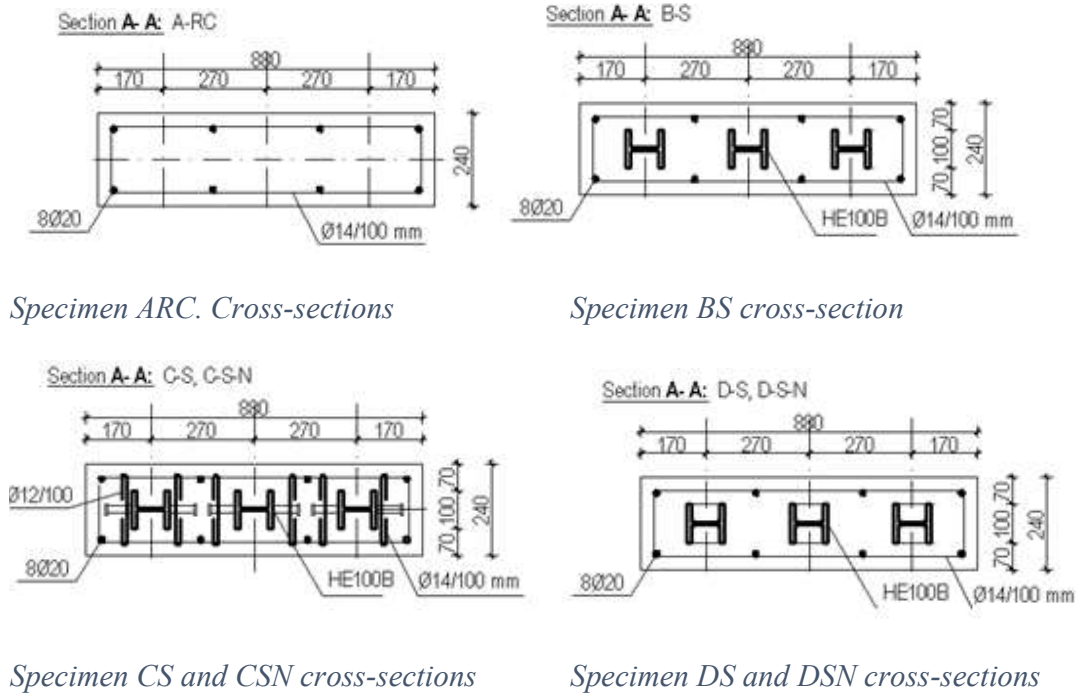 Section A- A: A-RC
880
170 270 270 170
240
8Ø20
Ø14/100 mm
Specimen ARC. Cross-sections
Section A- A: B-S
880
170 270 270 170
70
100
70
240
8Ø20
HE100B
Ø14/100 mm
Specimen BS cross-section
Section A- A: C-S, C-S-N
880
170 270 270 170
Ø12/100
70
100
70
240
8Ø20
HE100B
Ø14/100 mm
Specimen CS and CSN cross-sections
Section A- A: D-S, D-S-N
880
170 270 270 170
70
100
70
240
8Ø20
HE100B
Ø14/100 mm
Specimen DS and DSN cross-sections